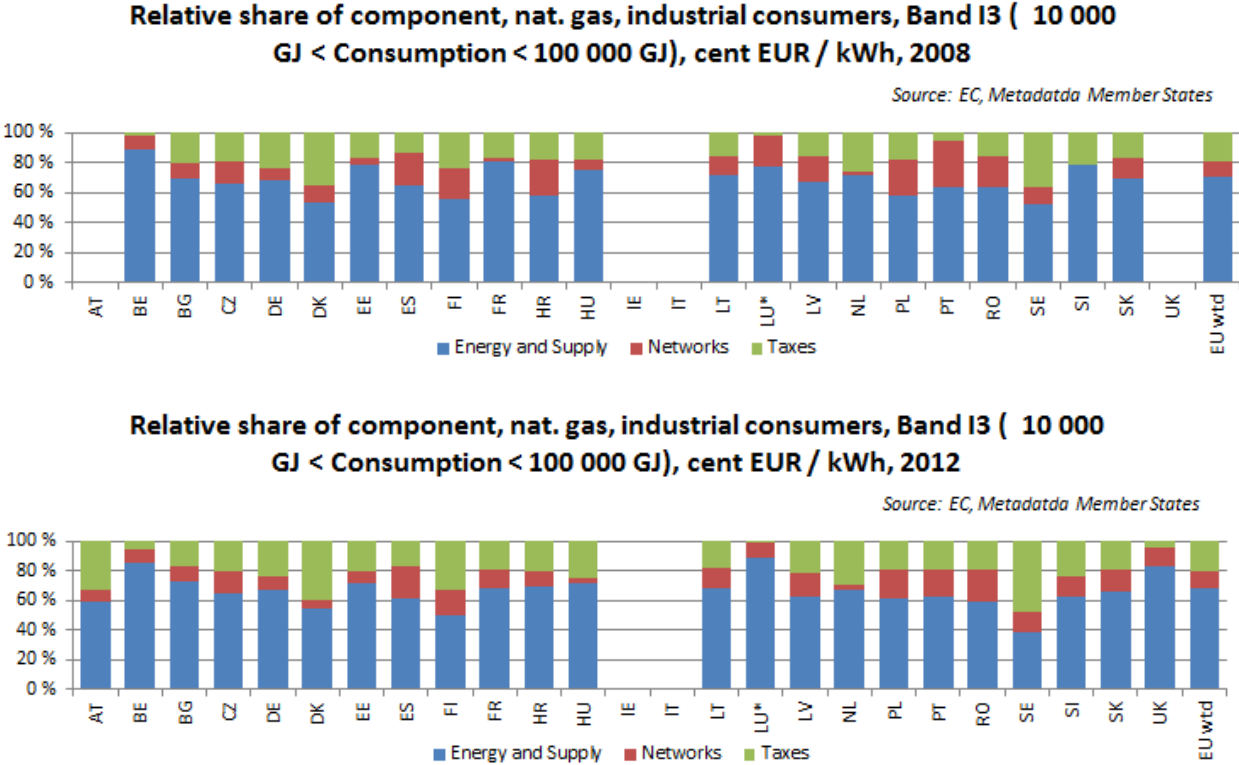 Relative share of component, nat. gas, industrial consumers, Band I3 (  10 000
GJ < Consumption < 100 000 GJ), cent EUR / kWh, 2008
Source: EC, Metadatda Member States
100 %
80 %
60 %
40 %
20 %
0 %
AT BE BG CZ DE DK EE ES FI FR HR HU IE IT LT LU* LV NL PL PT RO SE SI SK UK EU wtd
Energy and Supply Networks Taxes
Relative share of component, nat. gas, industrial consumers, Band I3 (  10 000
GJ < Consumption < 100 000 GJ), cent EUR / kWh, 2012
Source: EC, Metadatda Member States
100 %
80 %
60 %
40 %
20 %
0 %
AT BE BG CZ DE DK EE ES FI FR HR HU IE IT LT LU* LV NL PL PT RO SE SI SK UK EU wtd
Energy and Supply Networks Taxes